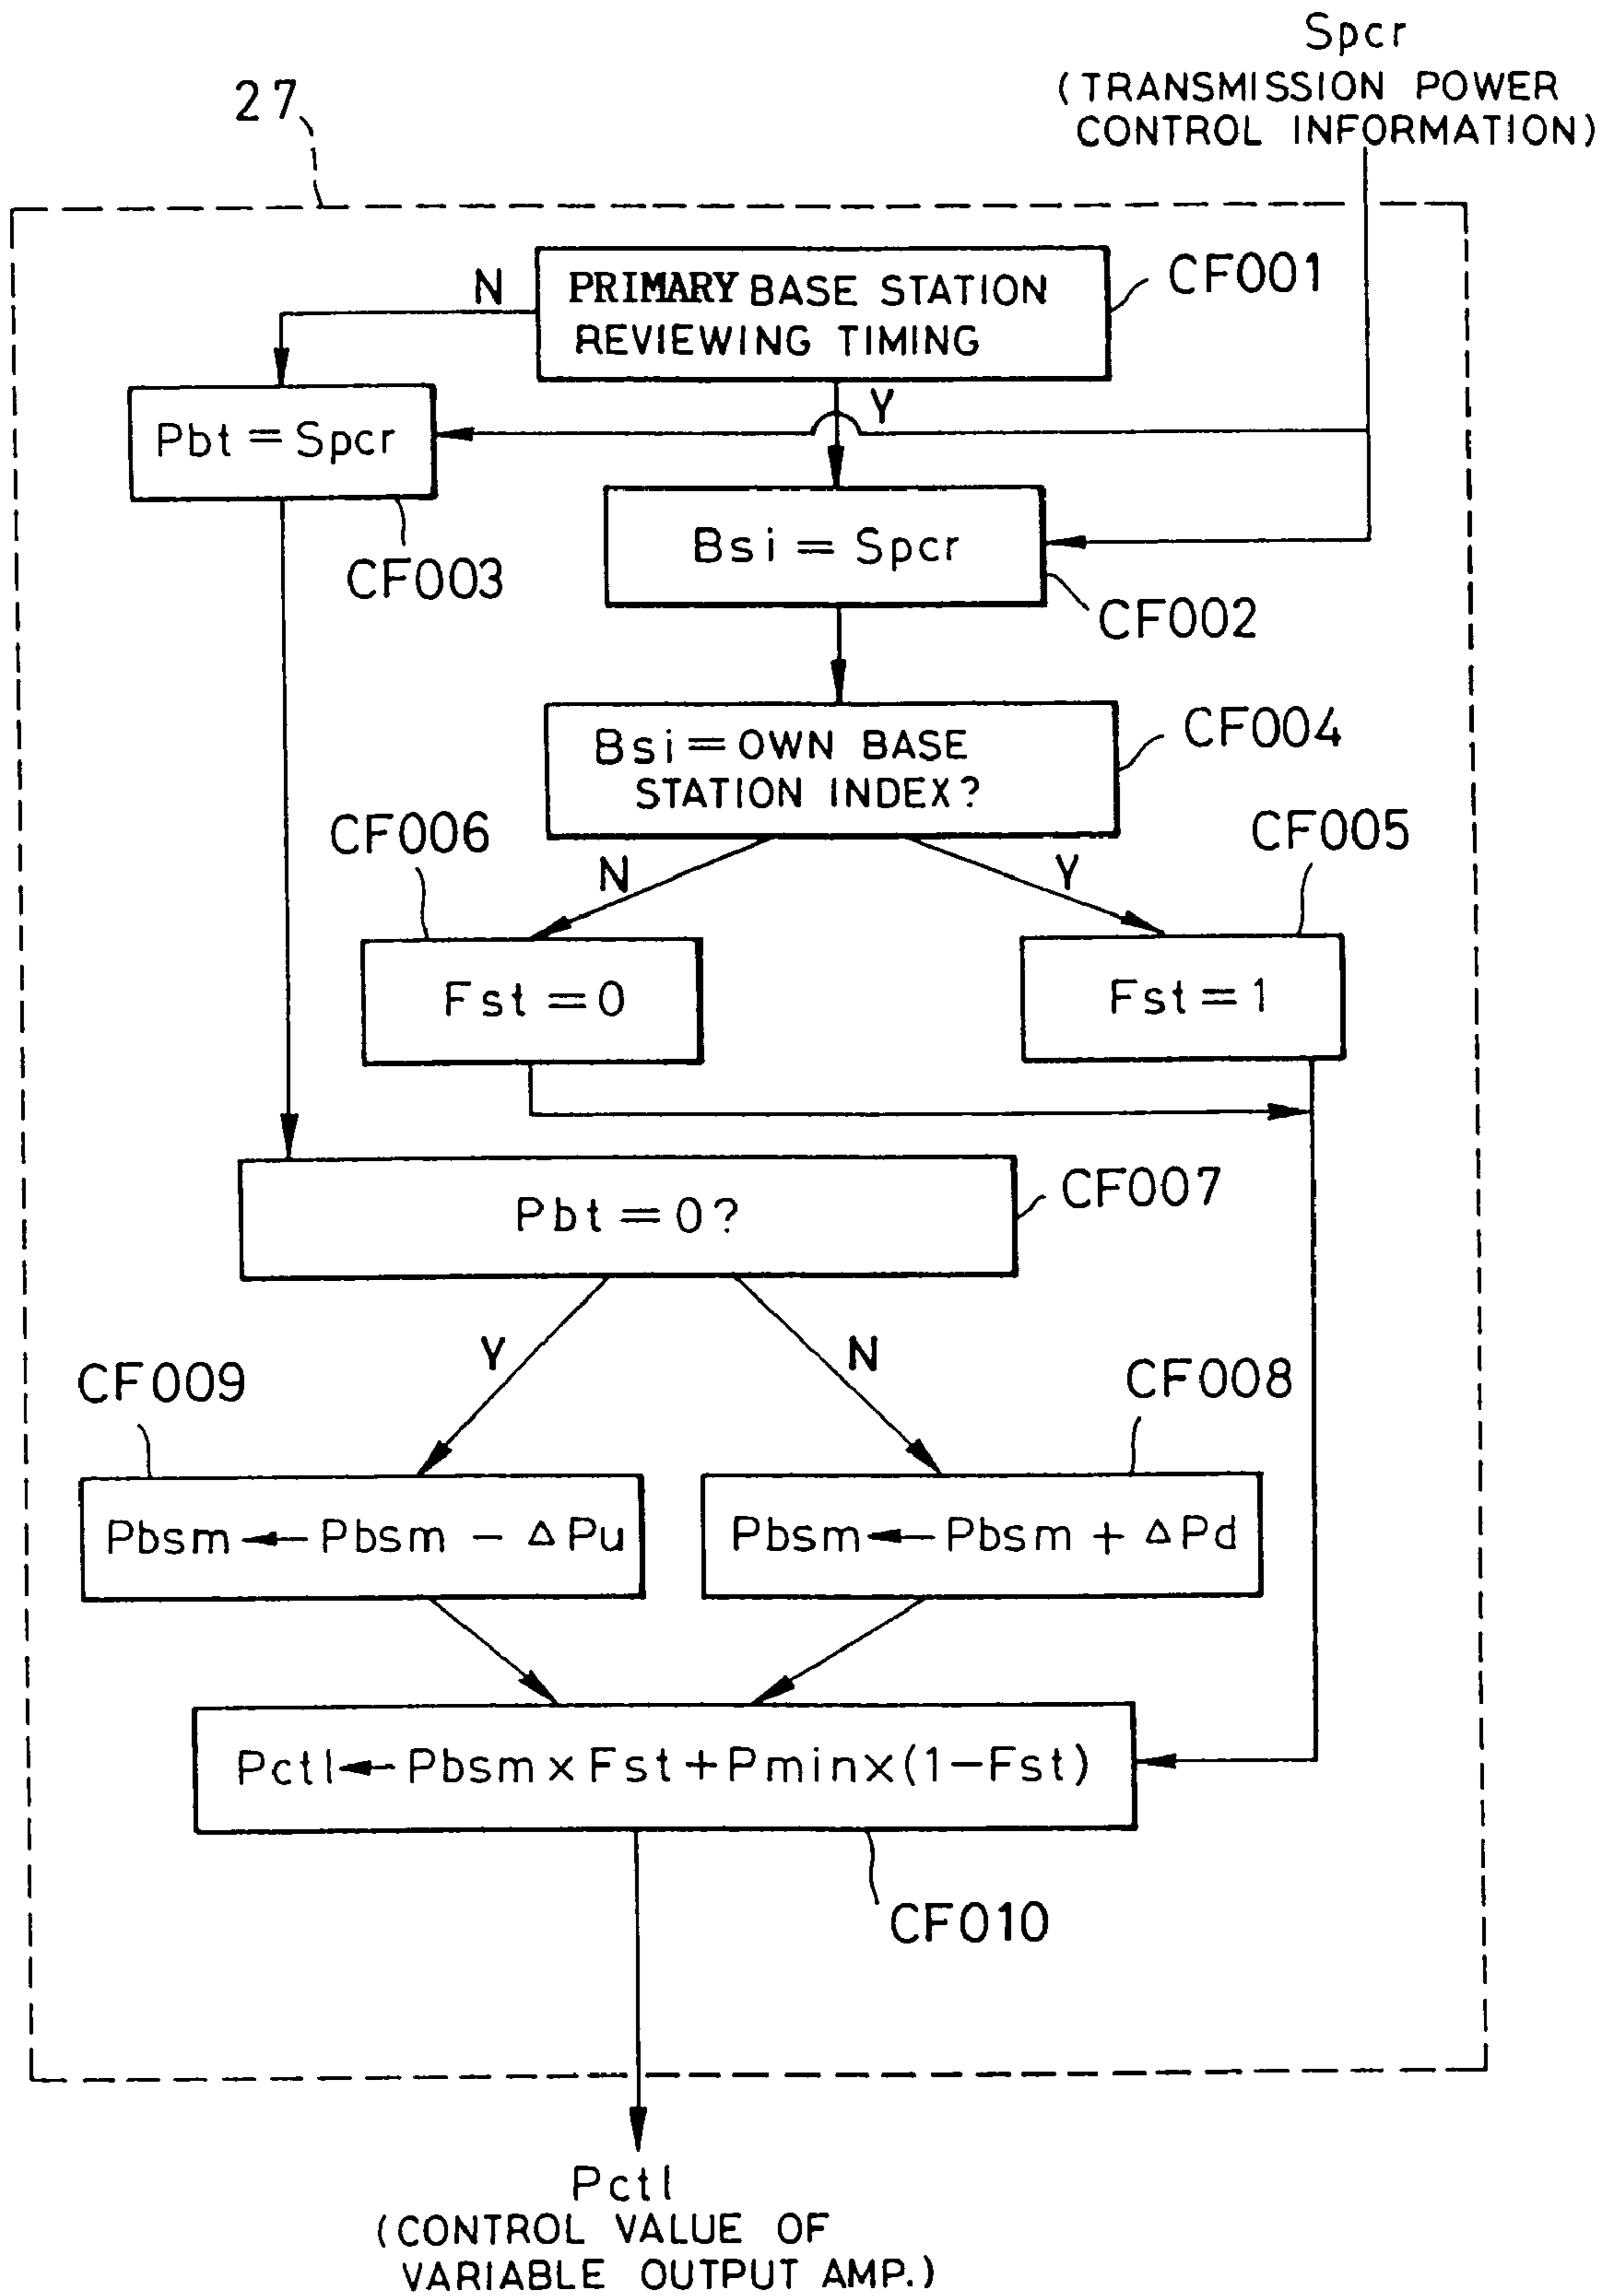 Spcr
(TRANSMISSION POWER
CONTROL INFORMATION)
27
N
PRIMARY BASE STATION
REVIEWING TIMING
CF001
Y
Pbt = Spcr
CF003
Bsi = Spcr
CF002
Bsi = OWN BASE
STATION INDEX?
CF004
CF006
N
Y
CF005
Fst = 0
Fst = 1
Pbt = 0?
CF007
Y
N
CF009
CF008
Pbsm ← Pbsm − ΔPu
Pbsm ← Pbsm + ΔPd
Pctl ← Pbsm x Fst + Pmin x (1−Fst)
CF010
Pctl
(CONTROL VALUE OF
VARIABLE OUTPUT AMP.)